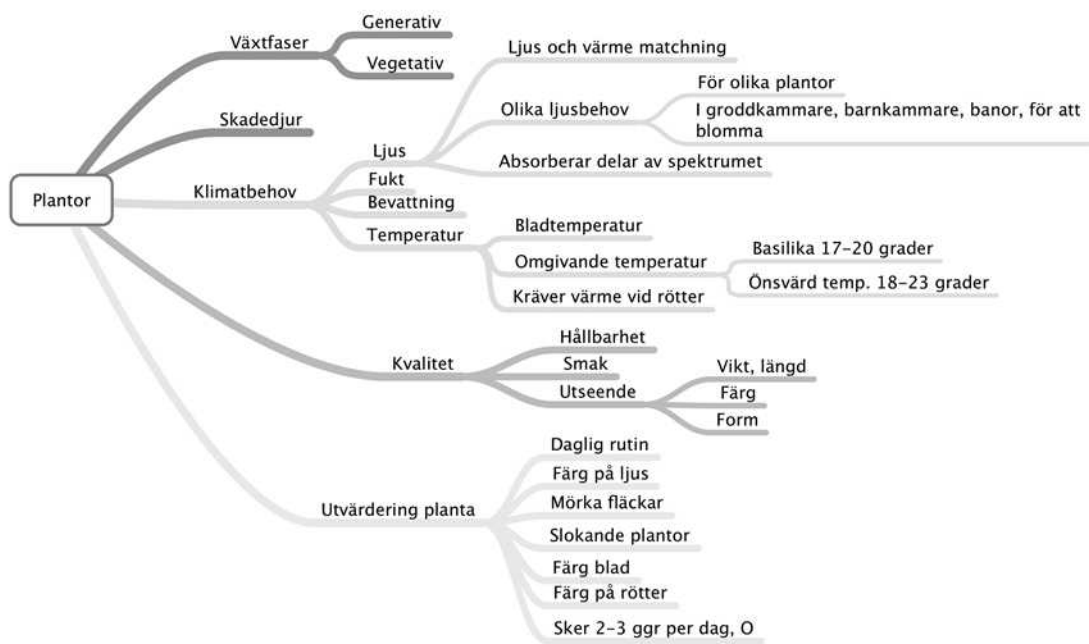 Plantor
Växtfaser
Generativ
Vegetativ
Skadedjur
Klimatbehov
Ljus
Ljus och värme matchning
Olika ljusbehov
För olika plantor
I groddkammare, barnkammare, banor, för att
blomma
Absorberar delar av spektrumet
Fukt
Bevattning
Temperatur
Bladtemperatur
Omgivande temperatur
Basilika 17-20 grader
Önsvärd temp. 18-23 grader
Kräver värme vid rötter
Kvalitet
Hållbarhet
Smak
Utseende
Vikt, längd
Färg
Form
Utvärdering planta
Daglig rutin
Färg på ljus
Mörka fläckar
Slokande plantor
Färg blad
Färg på rötter
Sker 2-3 ggr per dag, O